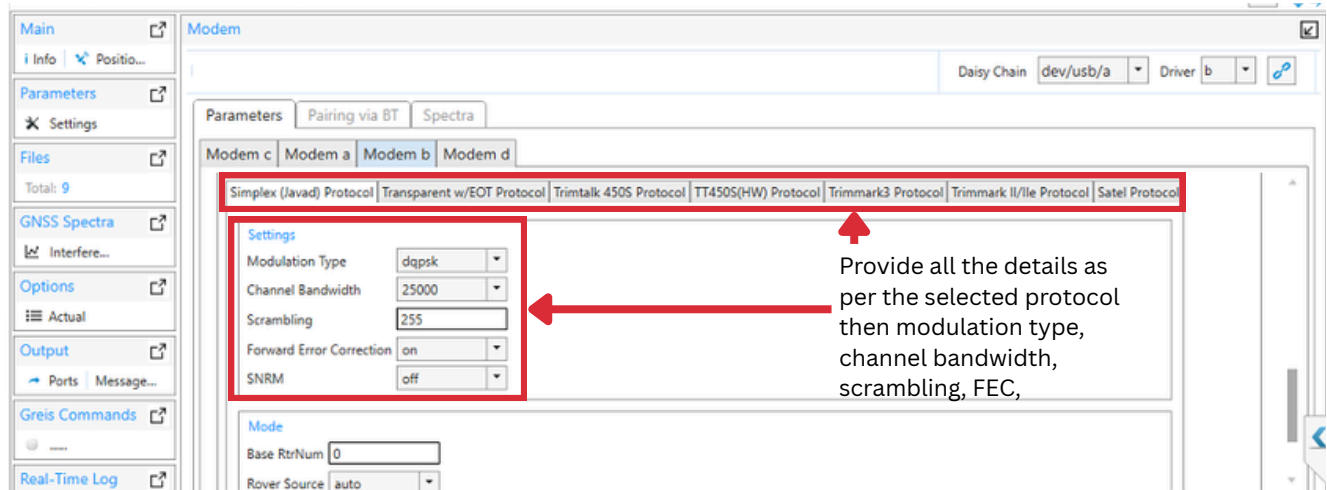 Main
Modem
i Info
Positio...
Daisy Chain dev/usb/a Driver b
Parameters
Settings
Parameters Pairing via BT Spectra
Modem c Modem a Modem b Modem d
Files
Total: 9
Simplex (Javad) Protocol Transparent w/EOT Protocol Trimtalk 450S Protocol TT450S(HW) Protocol Trimmark3 Protocol Trimmark II/IIe Protocol Satel Protocol
GNSS Spectra
Interfere...
Options
Actual
Output
Ports Message...
Greis Commands
.....
Real-Time Log
Settings
Modulation Type dqpsk
Channel Bandwidth 25000
Scrambling 255
Forward Error Correction on
SNRM off
Provide all the details as
per the selected protocol
then modulation type,
channel bandwidth,
scrambling, FEC,
Mode
Base RtrNum 0
Rover Source auto